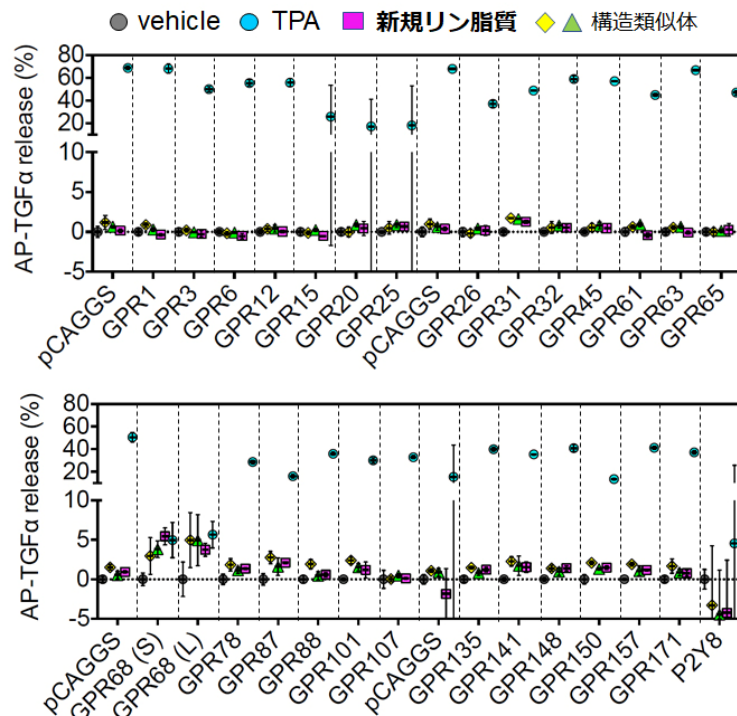 vehicle TPA 新規リン脂質 構造類似体
AP-TGFα release (%)
80
60
40
20
10
5
0
-5
pCAGGS
GPR1
GPR3
GPR6
GPR12
GPR15
GPR20
GPR25
pCAGGS
GPR26
GPR31
GPR32
GPR45
GPR61
GPR63
GPR65
AP-TGFα release (%)
80
60
40
20
10
5
0
-5
pCAGGS
GPR68 (S)
GPR68 (L)
GPR78
GPR87
GPR88
GPR101
GPR107
pCAGGS
GPR135
GPR141
GPR148
GPR150
GPR157
GPR171
P2Y8